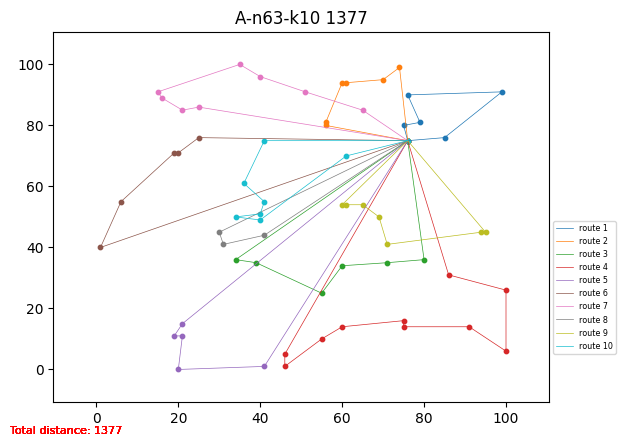 A-n63-k10 1377
100
80
60
40
20
0
0 20 40 60 80 100
route 1
route 2
route 3
route 4
route 5
route 6
route 7
route 8
route 9
route 10
Total distance: 1377